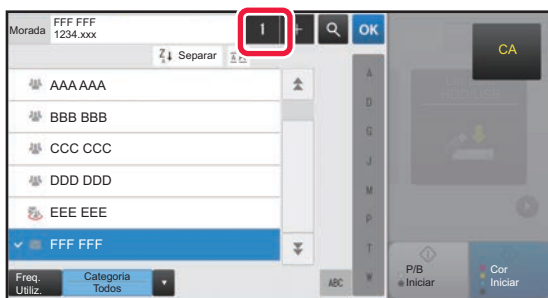 Morada
FFF FFF
1234.xxx
1
+
OK
CA
Z↓ Separar
AAA AAA
BBB BBB
CCC CCC
DDD DDD
EEE EEE
FFF FFF
A
D
G
J
M
P
T
W
ABC
Freq.
Utiliz.
Categoria
Todos
P/B
Iniciar
Cor
Iniciar